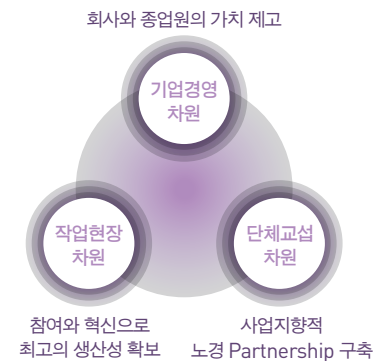 회사와 종업원의 가치 제고
기업경영
차원
작업현장
차원
단체교섭
차원
참여와 혁신으로
최고의 생산성 확보
사업지향적
노경 Partnership 구축